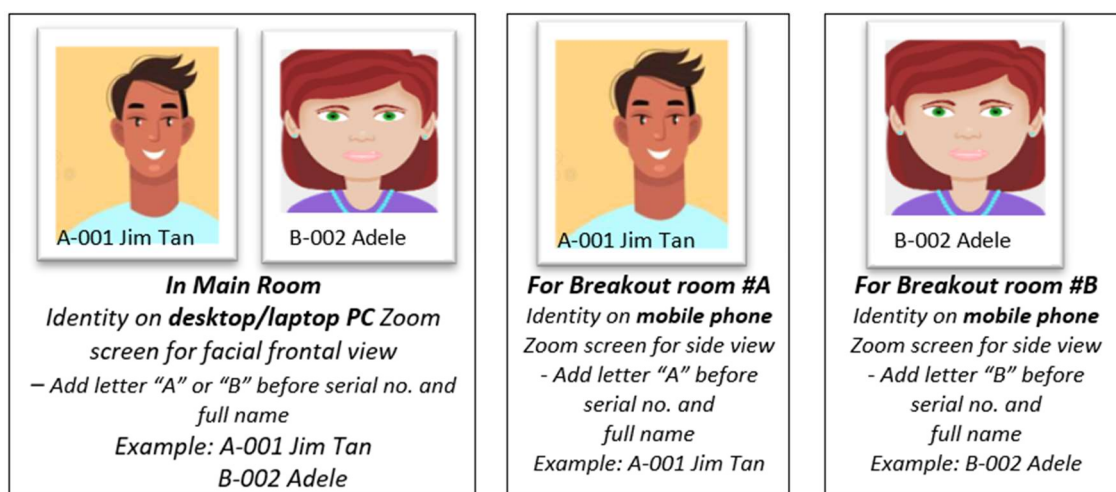 A-001 Jim Tan
B-002 Adele
In Main Room
Identity on desktop/laptop PC Zoom
screen for facial frontal view
– Add letter “A” or “B” before serial no. and
full name
Example: A-001 Jim Tan
B-002 Adele
A-001 Jim Tan
For Breakout room #A
Identity on mobile phone
Zoom screen for side view
- Add letter “A” before
serial no. and
full name
Example: A-001 Jim Tan
B-002 Adele
For Breakout room #B
Identity on mobile phone
Zoom screen for side view
- Add letter “B” before
serial no. and
full name
Example: B-002 Adele